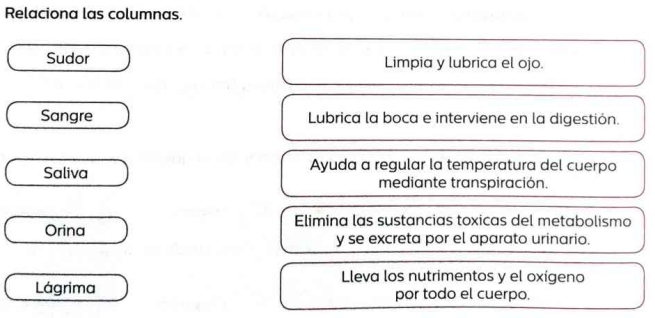 Relaciona las columnas.
Sudor
Limpia y lubrica el ojo.
Sangre
Lubrica la boca e interviene en la digestión.
Saliva
Ayuda a regular la temperatura del cuerpo
mediante transpiración.
Orina
Elimina las sustancias toxicas del metabolismo
y se excreta por el aparato urinario.
Lágrima
Lleva los nutrimentos y el oxígeno
por todo el cuerpo.